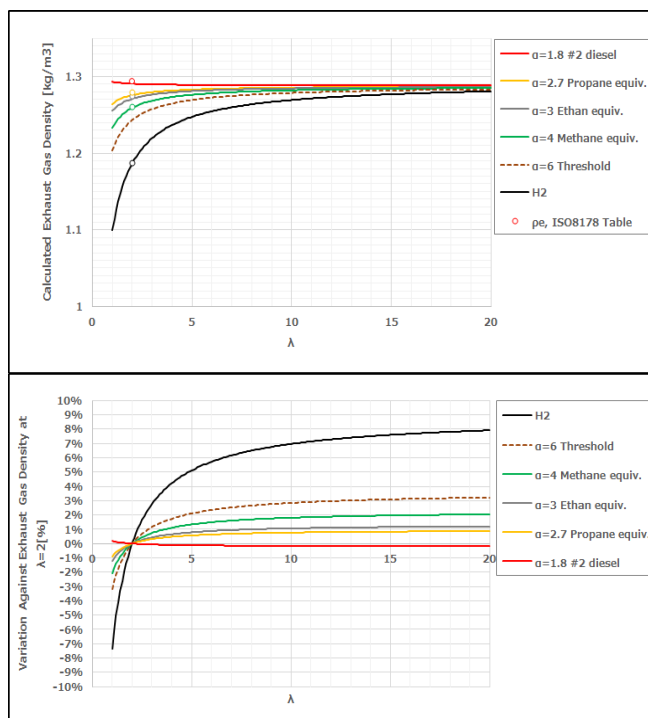 Calculated Exhaust Gas Density [kg/m3]
1.3
1.2
1.1
1
0 5 10 15 20
λ
α=1.8 #2 diesel
α=2.7 Propane equiv.
α=3 Ethan equiv.
α=4 Methane equiv.
α=6 Threshold
H2
ρe, ISO8178 Table
Variation Against Exhaust Gas Density at
λ=2[%]
10%
9%
8%
7%
6%
5%
4%
3%
2%
1%
0%
-1%
-2%
-3%
-4%
-5%
-6%
-7%
-8%
-9%
-10%
0 5 10 15 20
λ
H2
α=6 Threshold
α=4 Methane equiv.
α=3 Ethan equiv.
α=2.7 Propane equiv.
α=1.8 #2 diesel